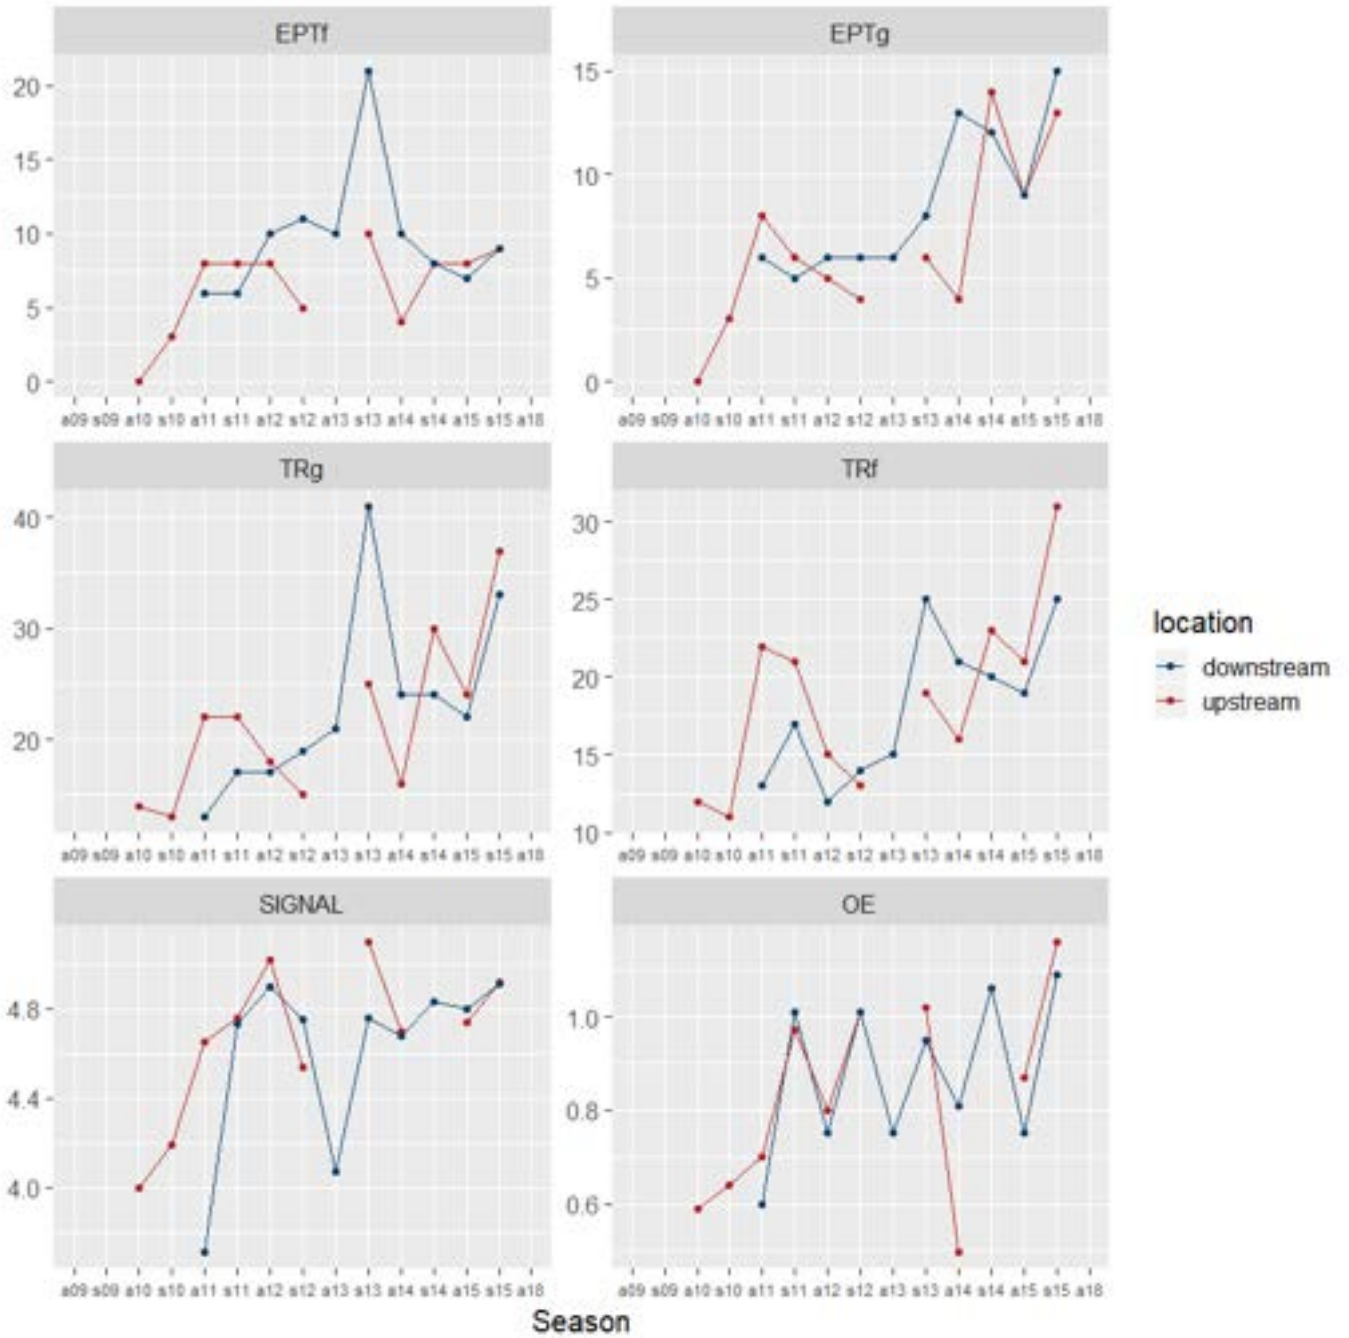 EPTf EPTg
20 15
15
10 10
5 5
0 0
a09 s09 a10 s10 a11 s11 a12 s12 a13 s13 a14 s14 a15 s15 a18 a09 s09 a10 s10 a11 s11 a12 s12 a13 s13 a14 s14 a15 s15 a18
TRg TRf
40 30
25
30 20
20 15
10
location
downstream
upstream
a09 s09 a10 s10 a11 s11 a12 s12 a13 s13 a14 s14 a15 s15 a18 a09 s09 a10 s10 a11 s11 a12 s12 a13 s13 a14 s14 a15 s15 a18
SIGNAL OE
4.8 1.0
4.4 0.8
4.0 0.6
a09 s09 a10 s10 a11 s11 a12 s12 a13 s13 a14 s14 a15 s15 a18 a09 s09 a10 s10 a11 s11 a12 s12 a13 s13 a14 s14 a15 s15 a18
Season